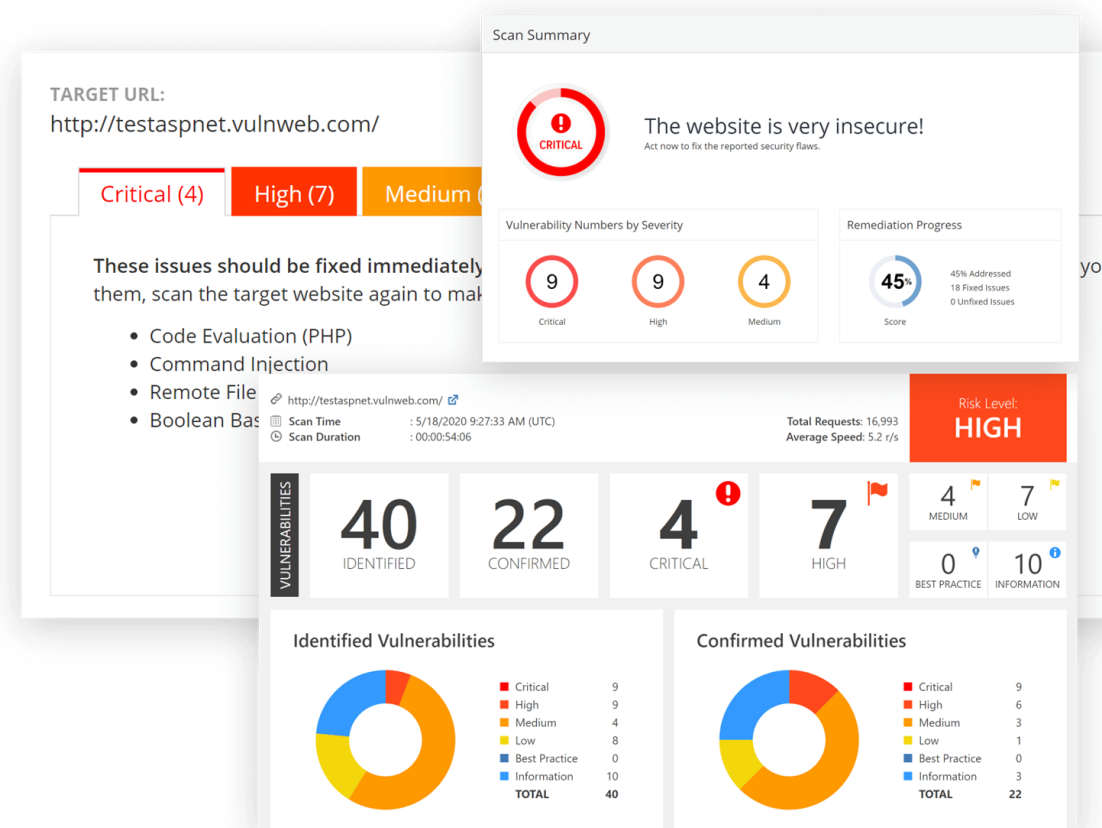 TARGET URL:
http://testaspnet.vulnweb.com/
Critical (4)
High (7)
Medium (
These issues should be fixed immediately
yo
them, scan the target website again to mak
Code Evaluation (PHP)
Command Injection
Remote File
Boolean Bas
Scan Summary
CRITICAL
The website is very insecure!
Act now to fix the reported security flaws.
Vulnerability Numbers by Severity
9
Critical
9
High
4
Medium
Remediation Progress
45%
Score
45% Addressed
18 Fixed Issues
0 Unfixed Issues
http://testaspnet.vulnweb.com/
Scan Time : 5/18/2020 9:27:33 AM (UTC)
Scan Duration : 00:00:54:06
Total Requests: 16,993
Average Speed: 5.2 r/s
Risk Level:
HIGH
VULNERABILITIES
40
IDENTIFIED
22
CONFIRMED
4
CRITICAL
7
HIGH
4
MEDIUM
7
LOW
0
BEST PRACTICE
10
INFORMATION
Identified Vulnerabilities
Critical 9
High 9
Medium 4
Low 8
Best Practice 0
Information 10
TOTAL 40
Confirmed Vulnerabilities
Critical 9
High 6
Medium 3
Low 1
Best Practice 0
Information 3
TOTAL 22